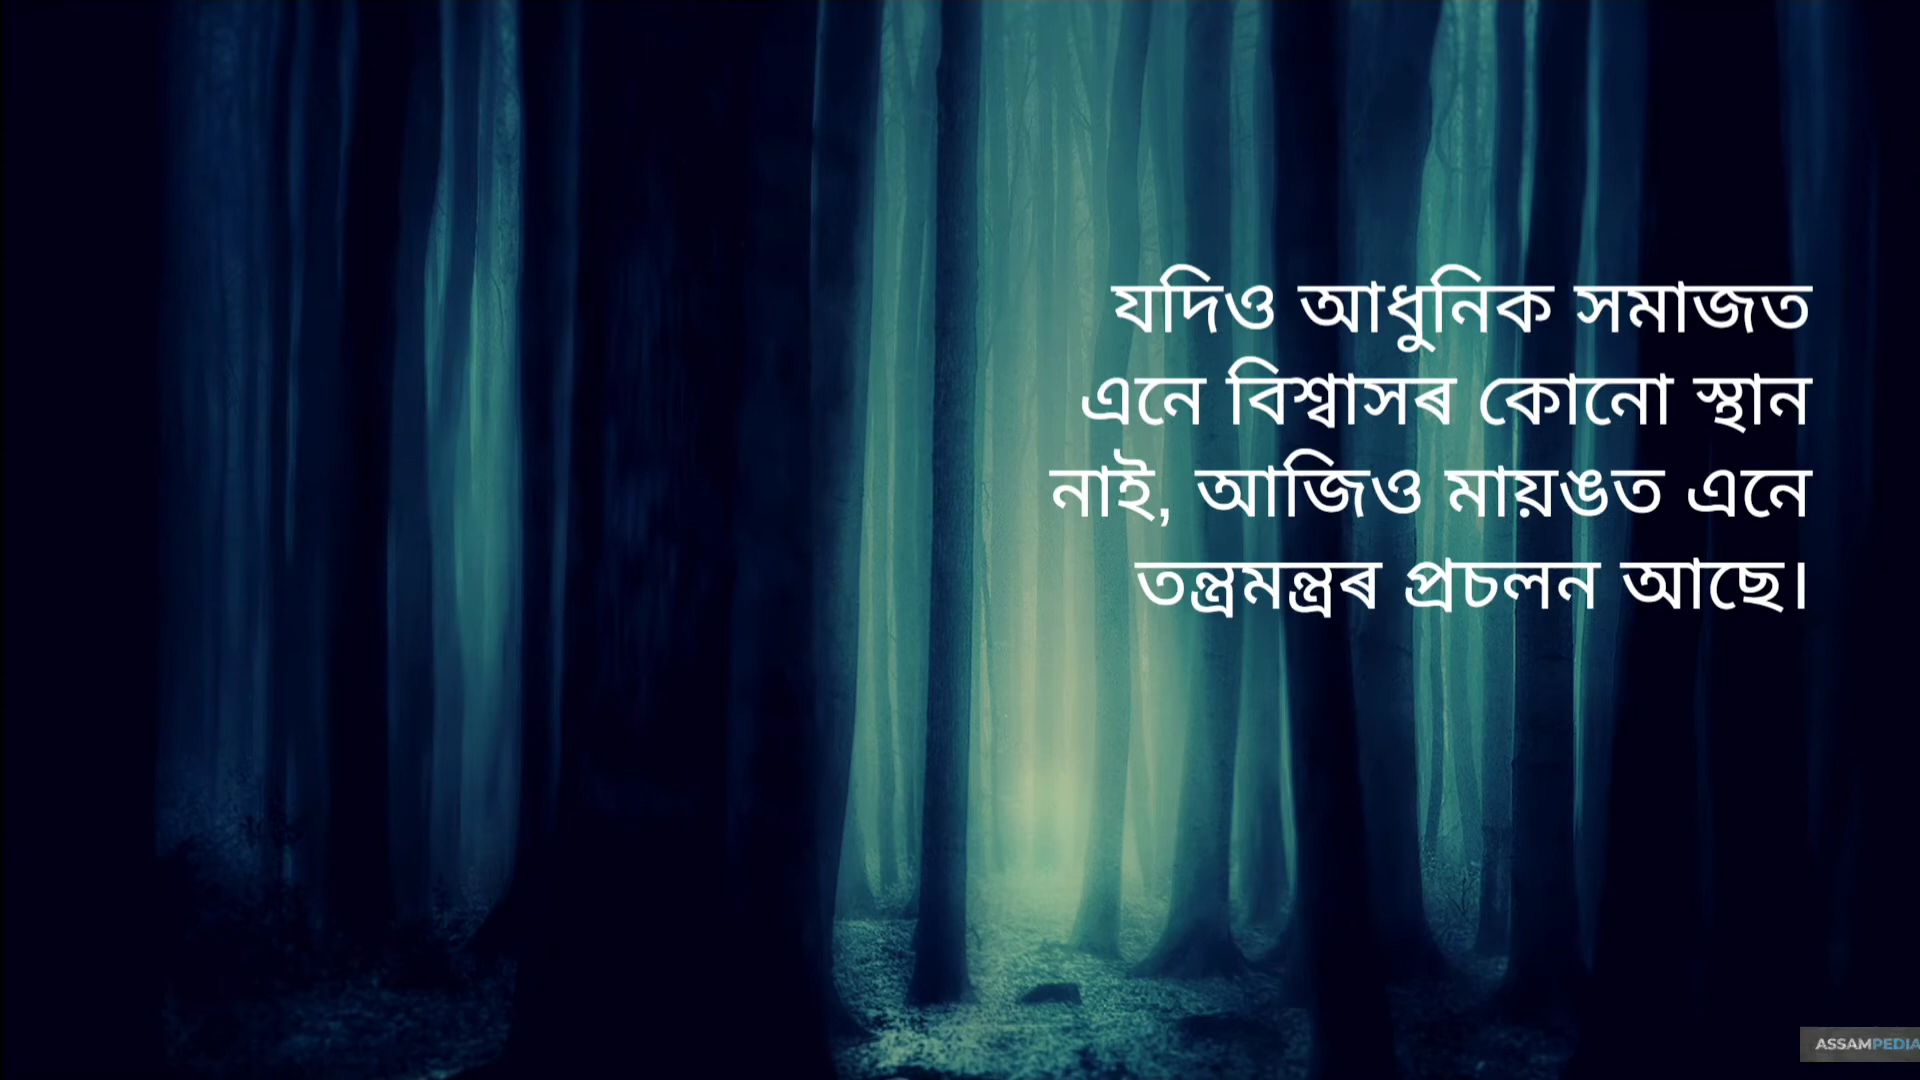 যদিও আধুনিক সমাজত
এনে বিশ্বাসৰ কোনো স্থান
নাই, আজিও মায়ঙত এনে
তন্ত্ৰমন্ত্ৰৰ প্ৰচলন আছে।
ASSAMPEDIA